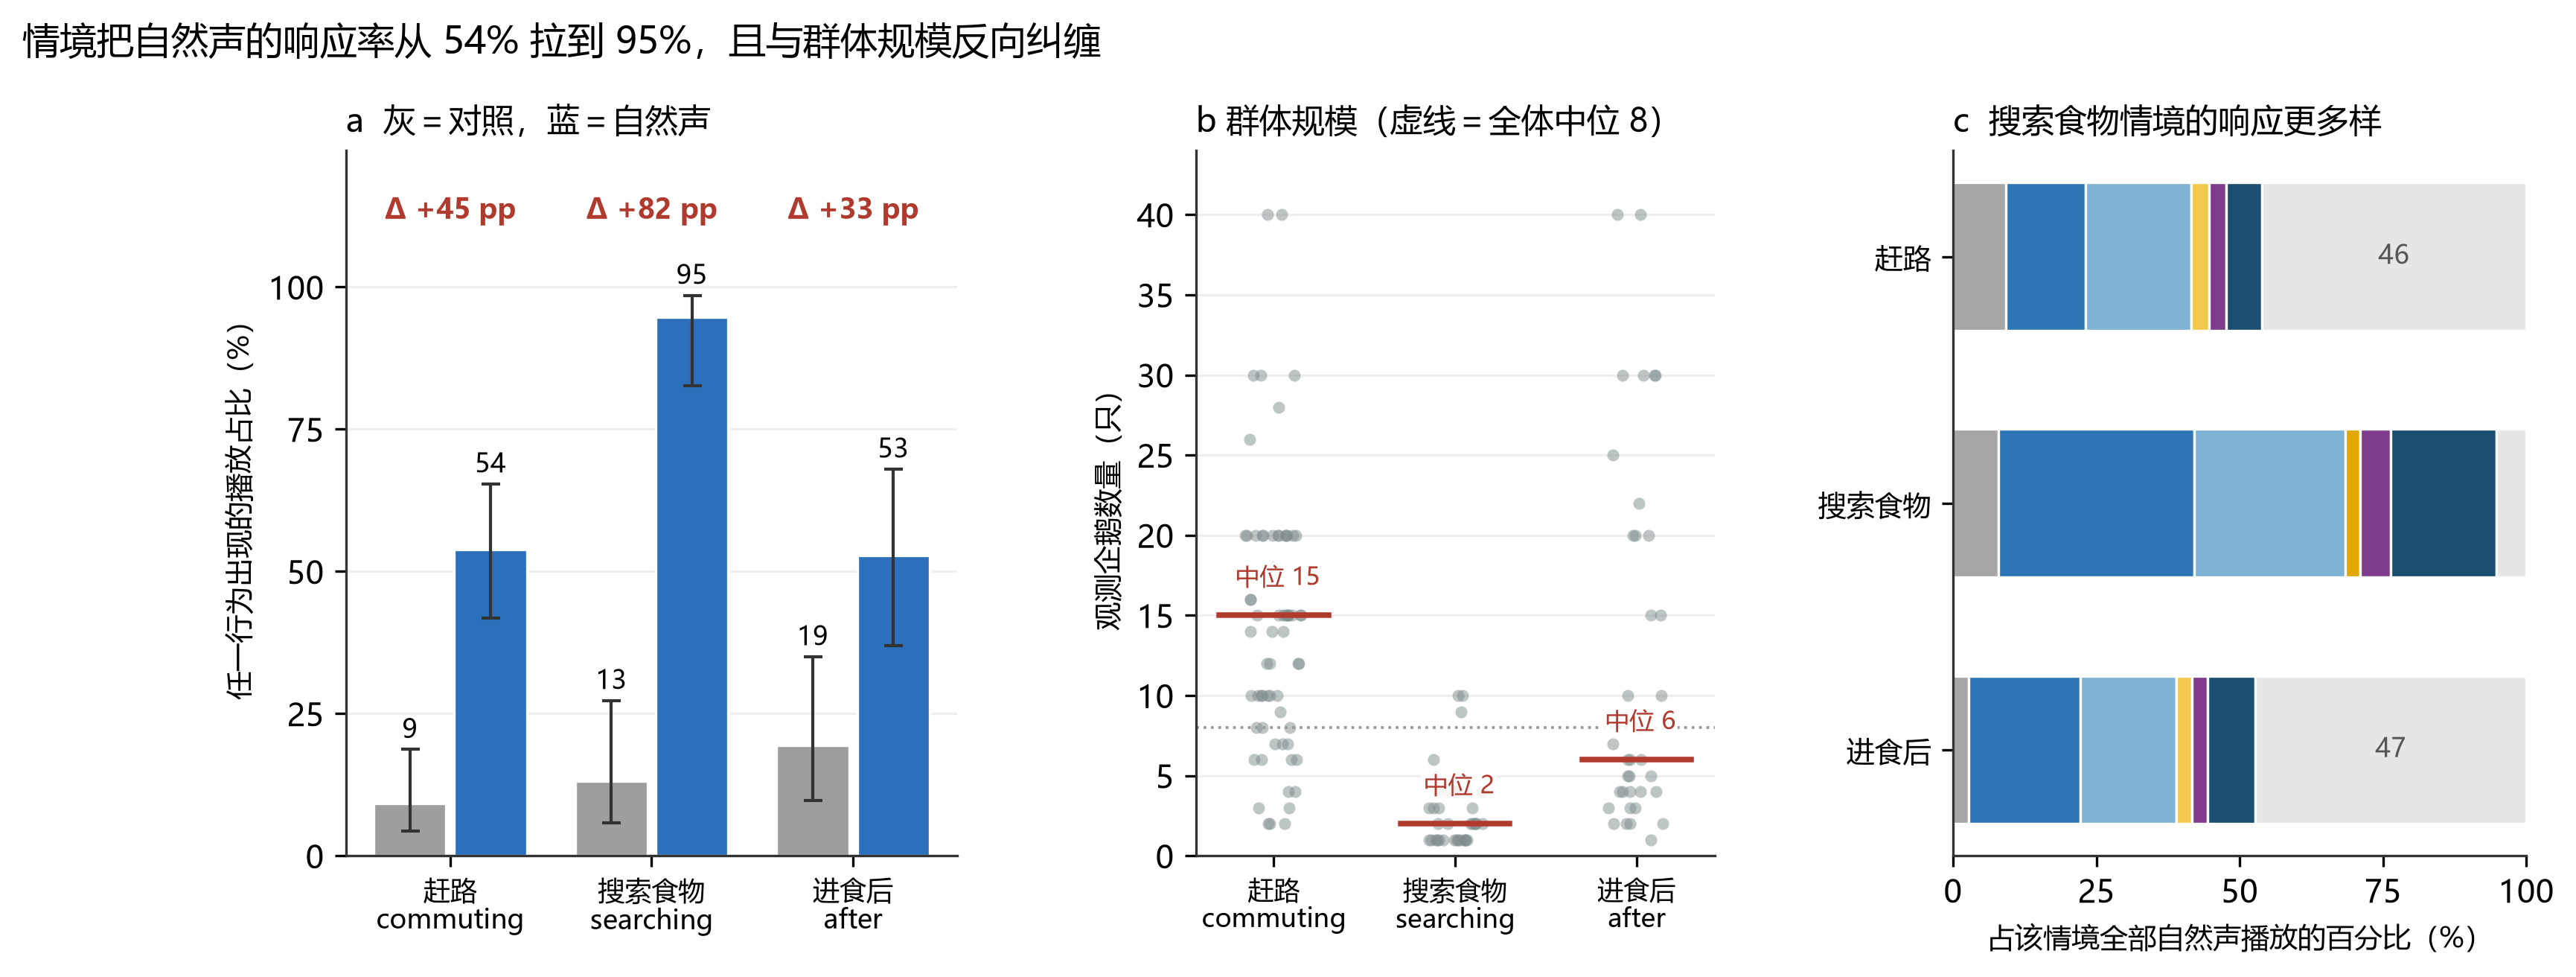 情境把自然声的响应率从 54% 拉到 95%，且与群体规模反向纠缠
a 灰＝对照，蓝＝自然声
任一行为出现的播放占比（%）
100
75
50
25
0
Δ +45 pp
Δ +82 pp
Δ +33 pp
9
54
13
95
19
53
赶路
commuting
搜索食物
searching
进食后
after
b 群体规模（虚线＝全体中位 8）
观测企鹅数量（只）
40
35
30
25
20
15
10
5
0
中位 15
中位 2
中位 6
赶路
commuting
搜索食物
searching
进食后
after
c 搜索食物情境的响应更多样
赶路
46
搜索食物
进食后
47
0
25
50
75
100
占该情境全部自然声播放的百分比（%）